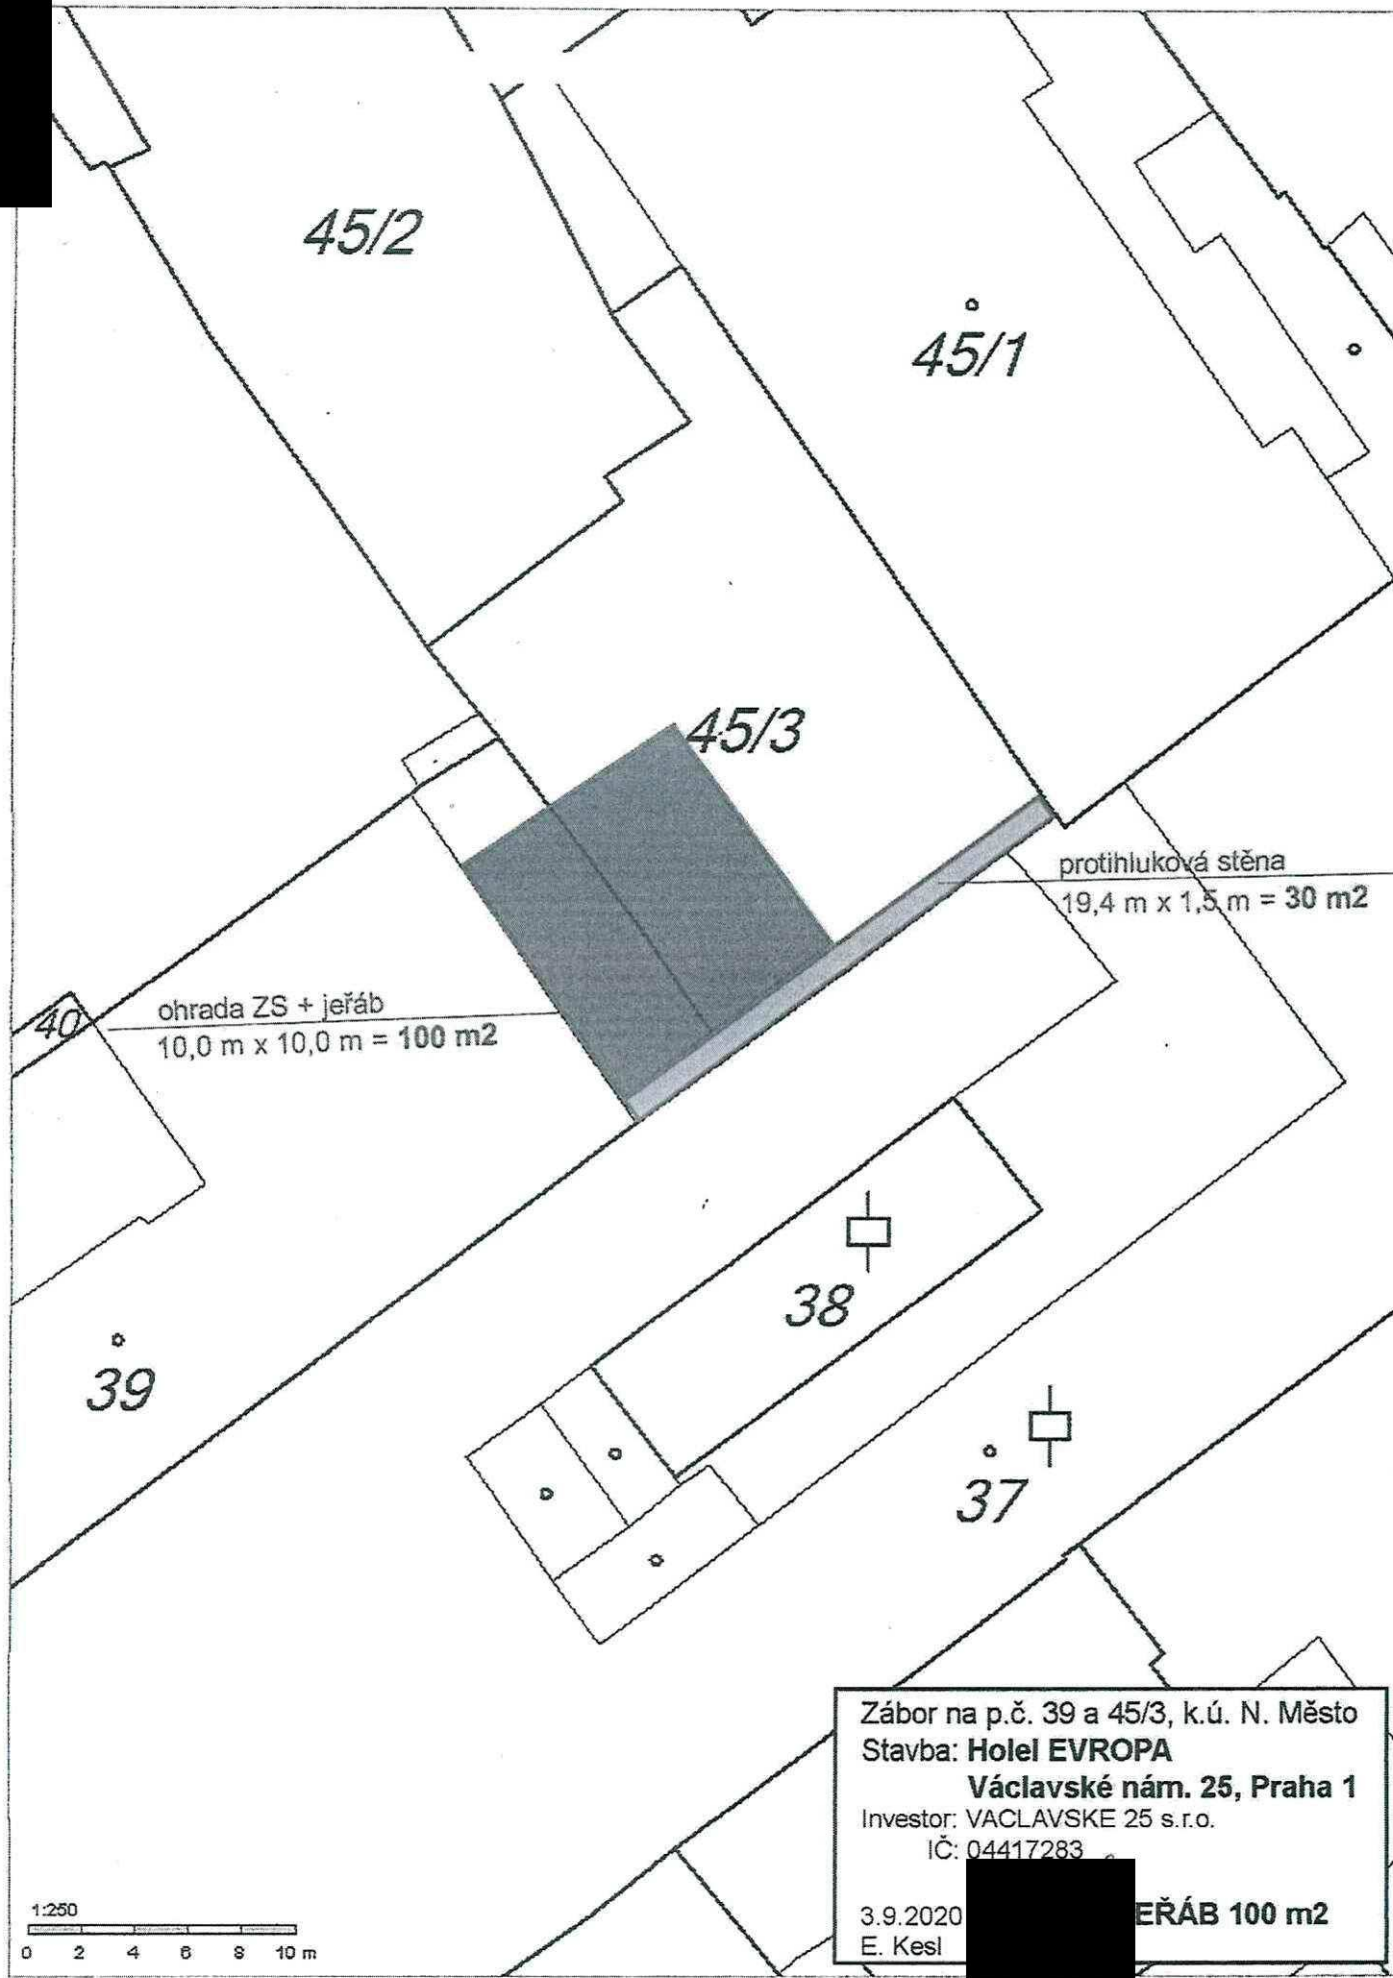 45/2
45/1
45/3
protihluková stěna
19,4 m x 1,5 m = 30 m2
ohrada ZS + jeřáb
10,0 m x 10,0 m = 100 m2
40
38
39
37
Zábor na p.č. 39 a 45/3, k.ú. N. Město
Stavba: Holel EVROPA
Václavské nám. 25, Praha 1
Investor: VACLAVSKE 25 s.r.o.
IČ: 04417283
3.9.2020
EŘÁB 100 m2
E. Kesl
1:250
0 2 4 6 8 10 m